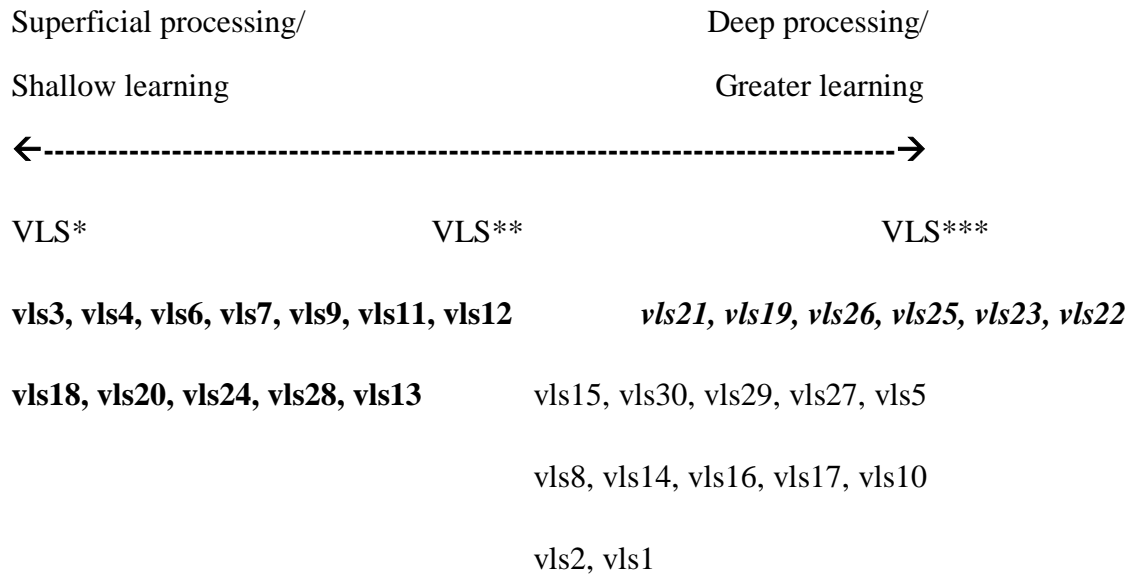 Superficial processing/ Deep processing/
Shallow learning Greater learning
←--------------------------------------------------------------------------------→
VLS* VLS** VLS***
vls3, vls4, vls6, vls7, vls9, vls11, vls12 vls21, vls19, vls26, vls25, vls23, vls22
vls18, vls20, vls24, vls28, vls13 vls15, vls30, vls29, vls27, vls5
vls8, vls14, vls16, vls17, vls10
vls2, vls1